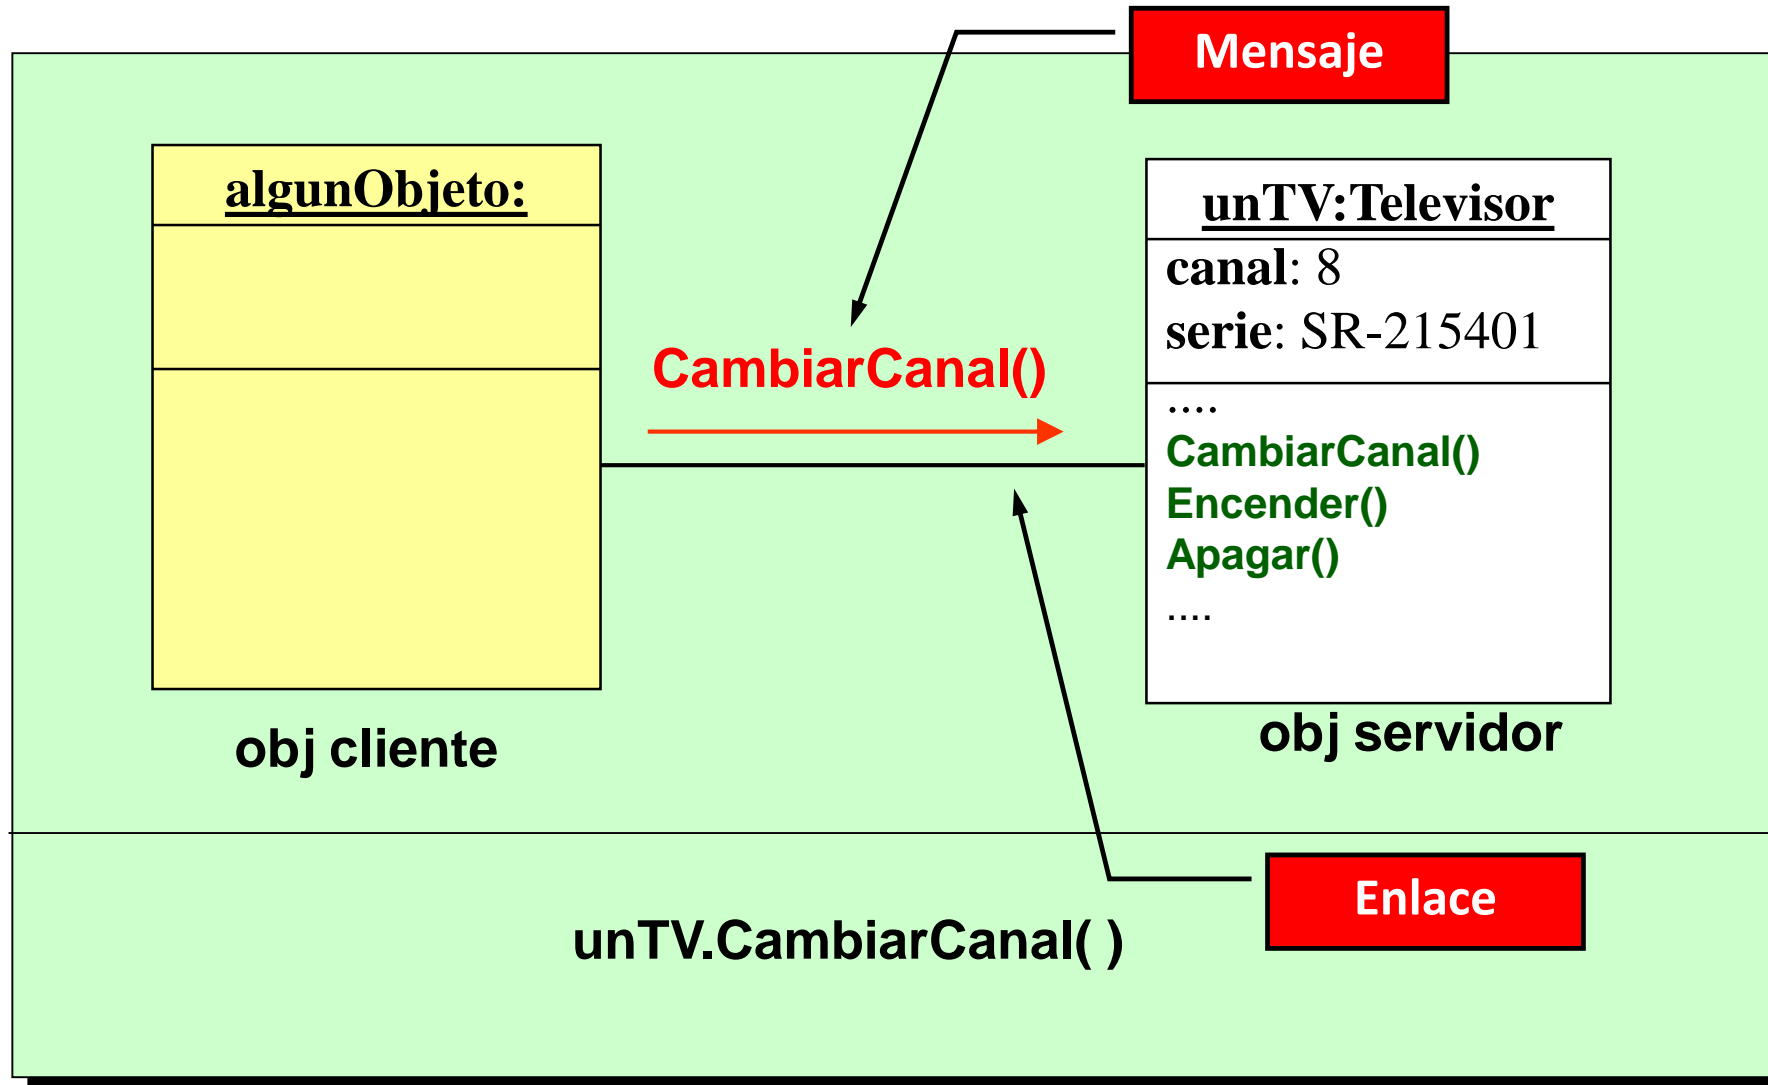 Mensaje
algunObjeto:
unTV:Televisor
canal: 8
serie: SR-215401
CambiarCanal()
....
CambiarCanal()
Encender()
Apagar()
....
obj cliente
obj servidor
Enlace
unTV.CambiarCanal( )